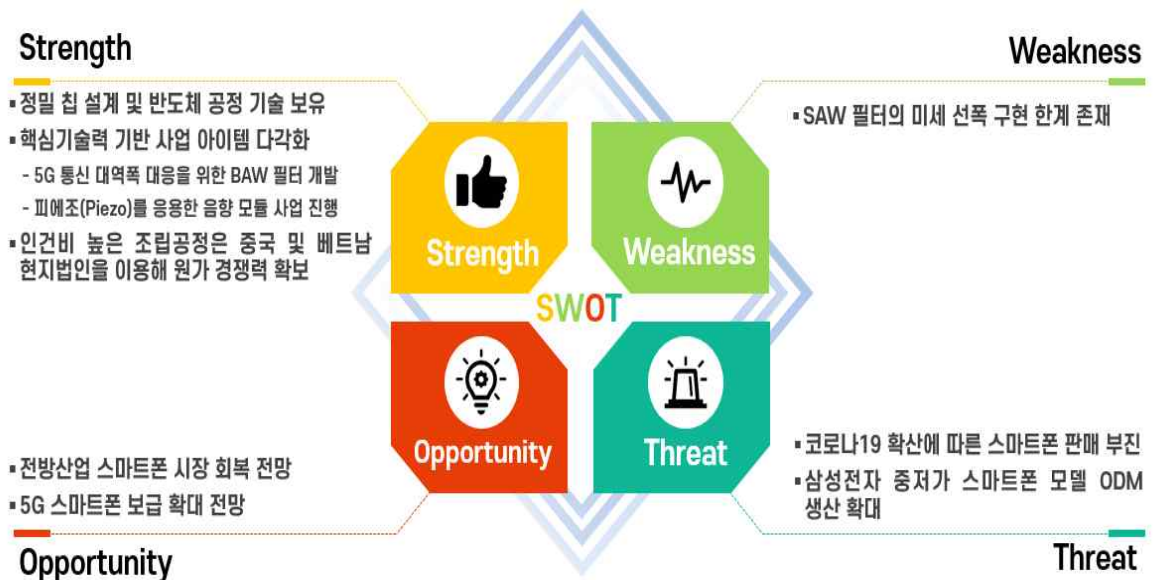 Strength
▪정밀 칩 설계 및 반도체 공정 기술 보유
▪핵심기술력 기반 사업 아이템 다각화
- 5G 통신 대역폭 대응을 위한 BAW 필터 개발
- 피에조(Piezo)를 응용한 음향 모듈 사업 진행
▪인건비 높은 조립공정은 중국 및 베트남
현지법인을 이용해 원가 경쟁력 확보
Weakness
▪SAW 필터의 미세 선폭 구현 한계 존재
Strength
Weakness
SWOT
Opportunity
Threat
▪전방산업 스마트폰 시장 회복 전망
▪5G 스마트폰 보급 확대 전망
Opportunity
▪코로나19 확산에 따른 스마트폰 판매 부진
▪삼성전자 중저가 스마트폰 모델 ODM
생산 확대
Threat